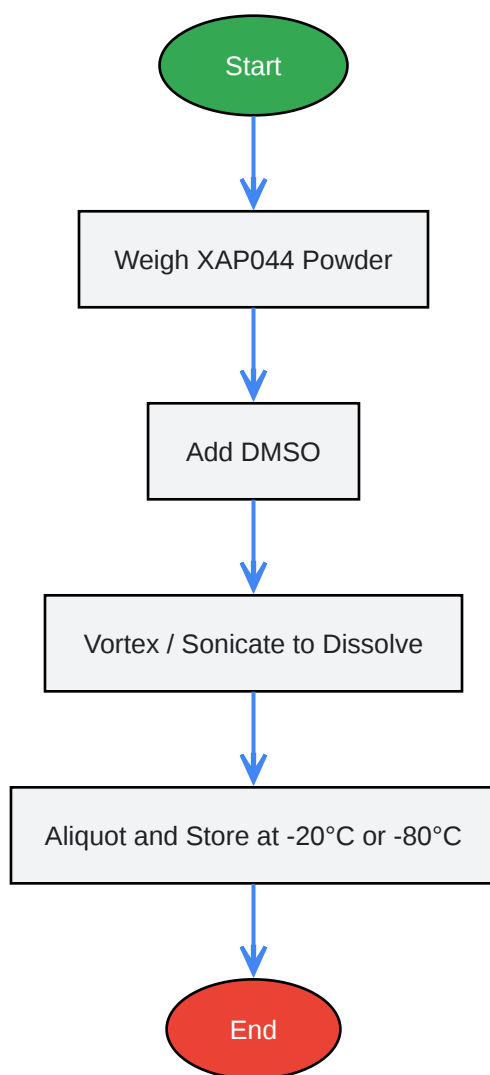 Start
Weigh XAP044 Powder
Add DMSO
Vortex / Sonicate to Dissolve
Aliquot and Store at -20°C or -80°C
End